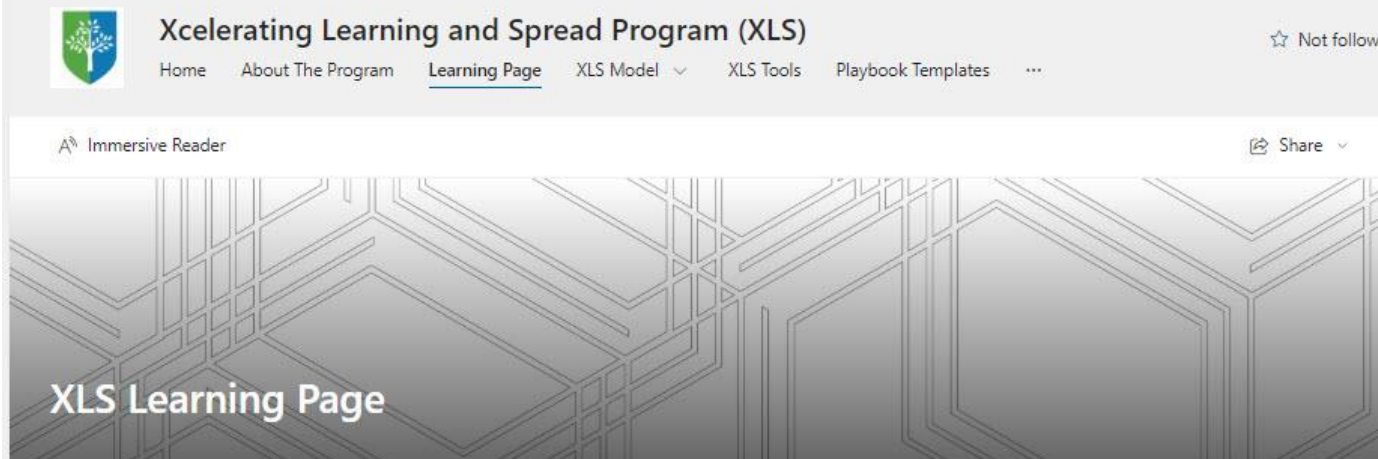 Xcelerating Learning and Spread Program (XLS)
Not follow
Home About The Program Learning Page XLS Model XLS Tools Playbook Templates ...
Immersive Reader
Share
XLS Learning Page